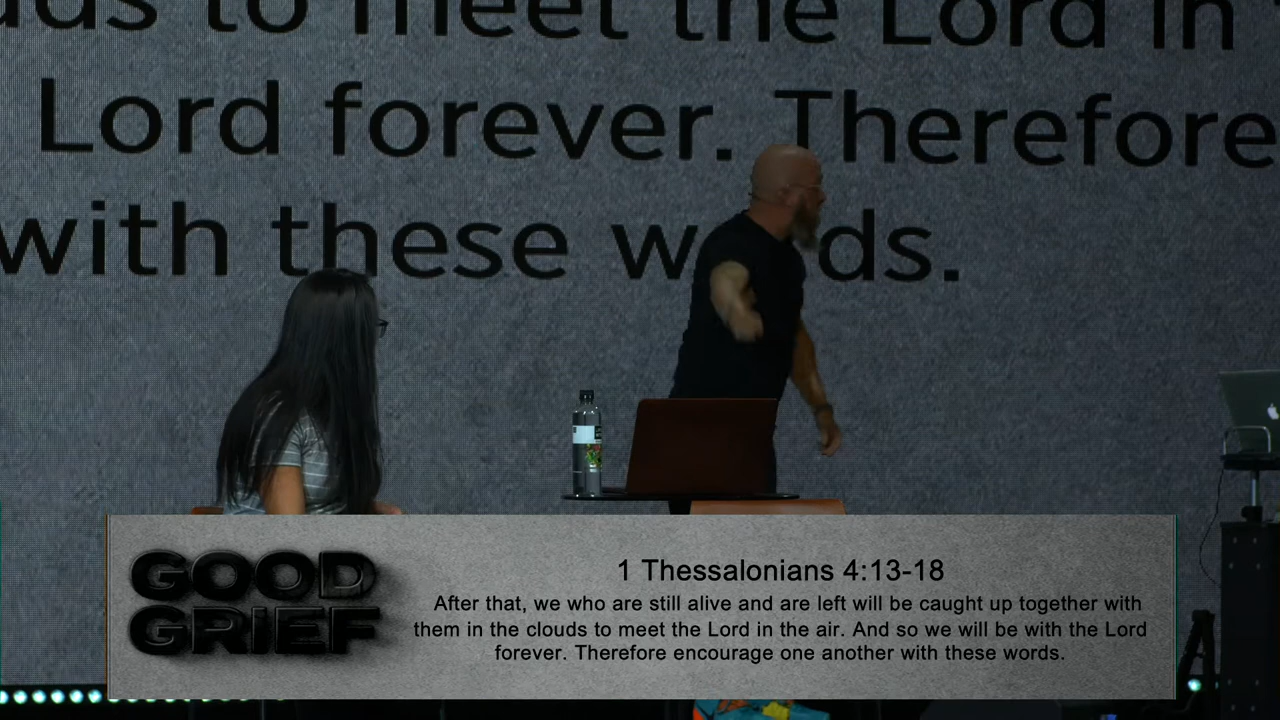 to meet the Lord in
Lord forever. Therefore
with these words.
GOOD
GRIEF
1 Thessalonians 4:13-18
After that, we who are still alive and are left will be caught up together with
them in the clouds to meet the Lord in the air. And so we will be with the Lord
forever. Therefore encourage one another with these words.